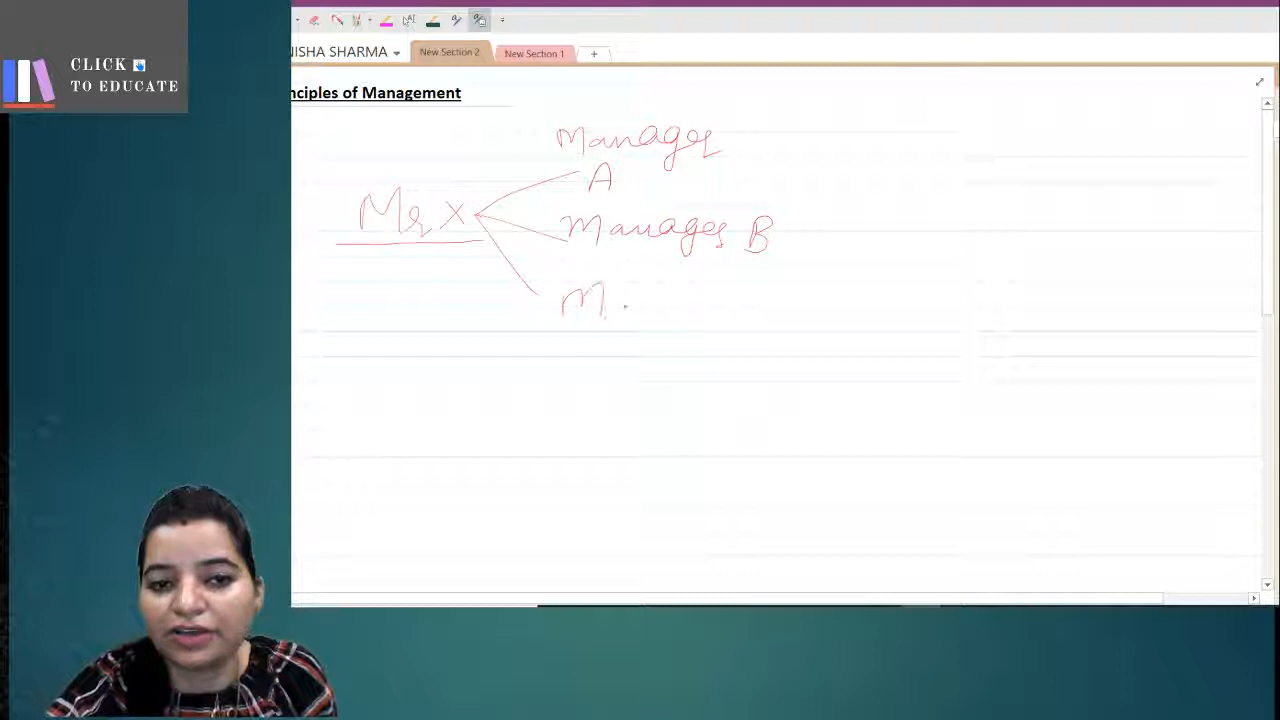 CLICK
TO EDUCATE
NISHA SHARMA
New Section 2
New Section 1
nciples of Management
Manager
A
Mr X
Manager B
M